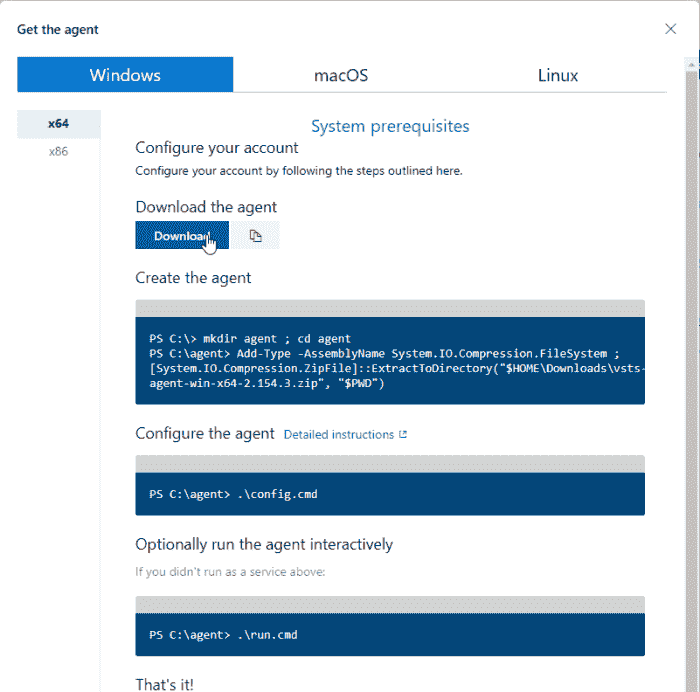 Get the agent
Windows
macOS
Linux
x64
x86
System prerequisites
Configure your account
Configure your account by following the steps outlined here.
Download the agent
Download
Create the agent
PS C:\> mkdir agent ; cd agent
PS C:\agent> Add-Type -AssemblyName System.IO.Compression.FileSystem ;
[System.IO.Compression.ZipFile]::ExtractToDirectory("$HOME\Downloads\vsts-
agent-win-x64-2.154.3.zip", "$PWD")
Configure the agent Detailed instructions
PS C:\agent> .\config.cmd
Optionally run the agent interactively
If you didn't run as a service above:
PS C:\agent> .\run.cmd
That's it!